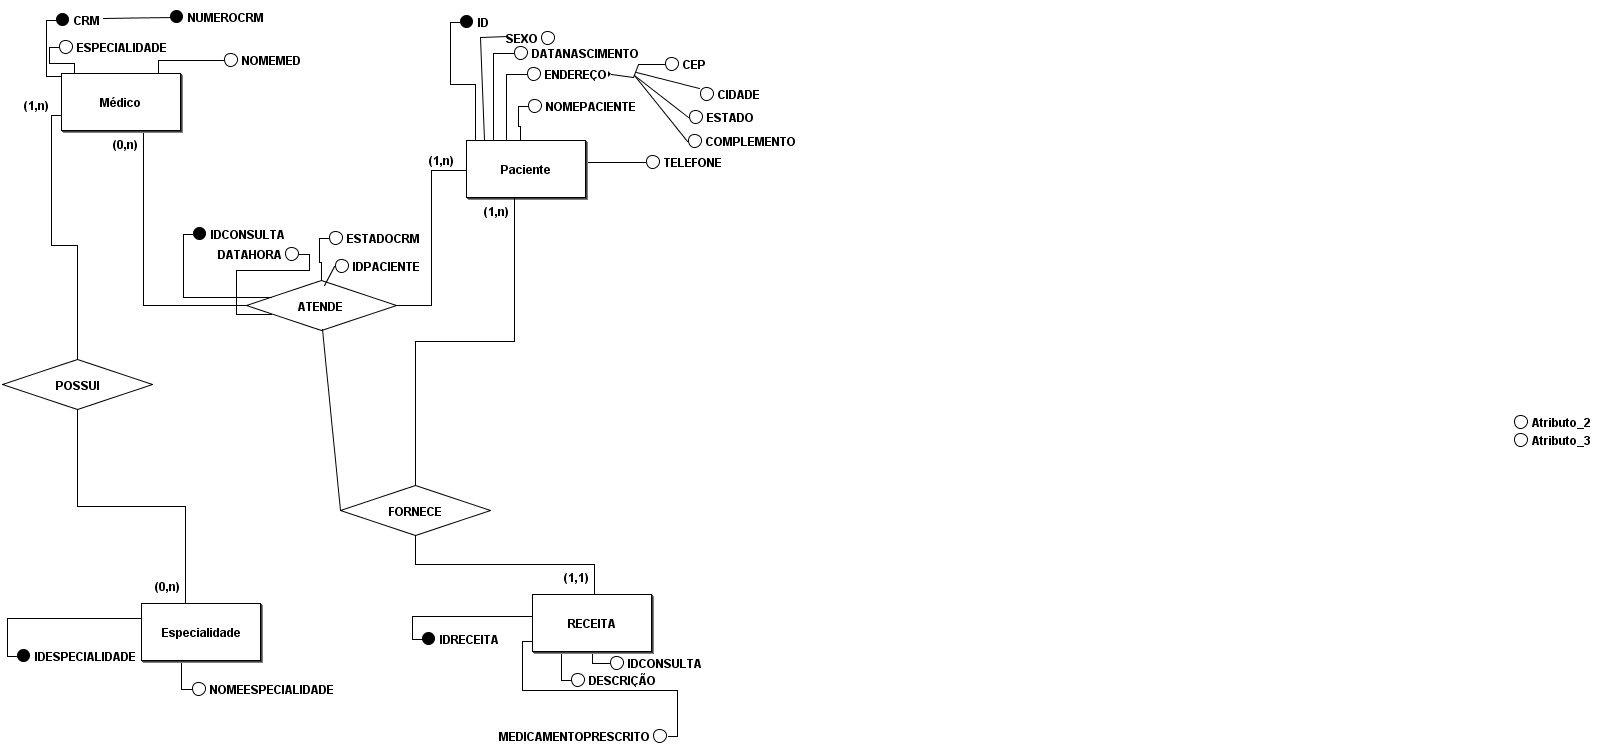 CRM
NUMEROCRM
ESPECIALIDADE
NOMEMED
Médico
(1,n)
(0,n)
ID
SEXO
DATANASCIMENTO
ENDEREÇO
CEP
CIDADE
ESTADO
COMPLEMENTO
NOMEPACIENTE
TELEFONE
Paciente
(1,n)
(1,n)
IDCONSULTA
DATAHORA
ESTADOCRM
IDPACIENTE
ATENDE
POSSUI
FORNECE
Atributo_2
Atributo_3
(0,n)
Especialidade
IDESPECIALIDADE
NOMEESPECIALIDADE
(1,1)
RECEITA
IDRECEITA
IDCONSULTA
DESCRIÇÃO
MEDICAMENTOPRESCRITO